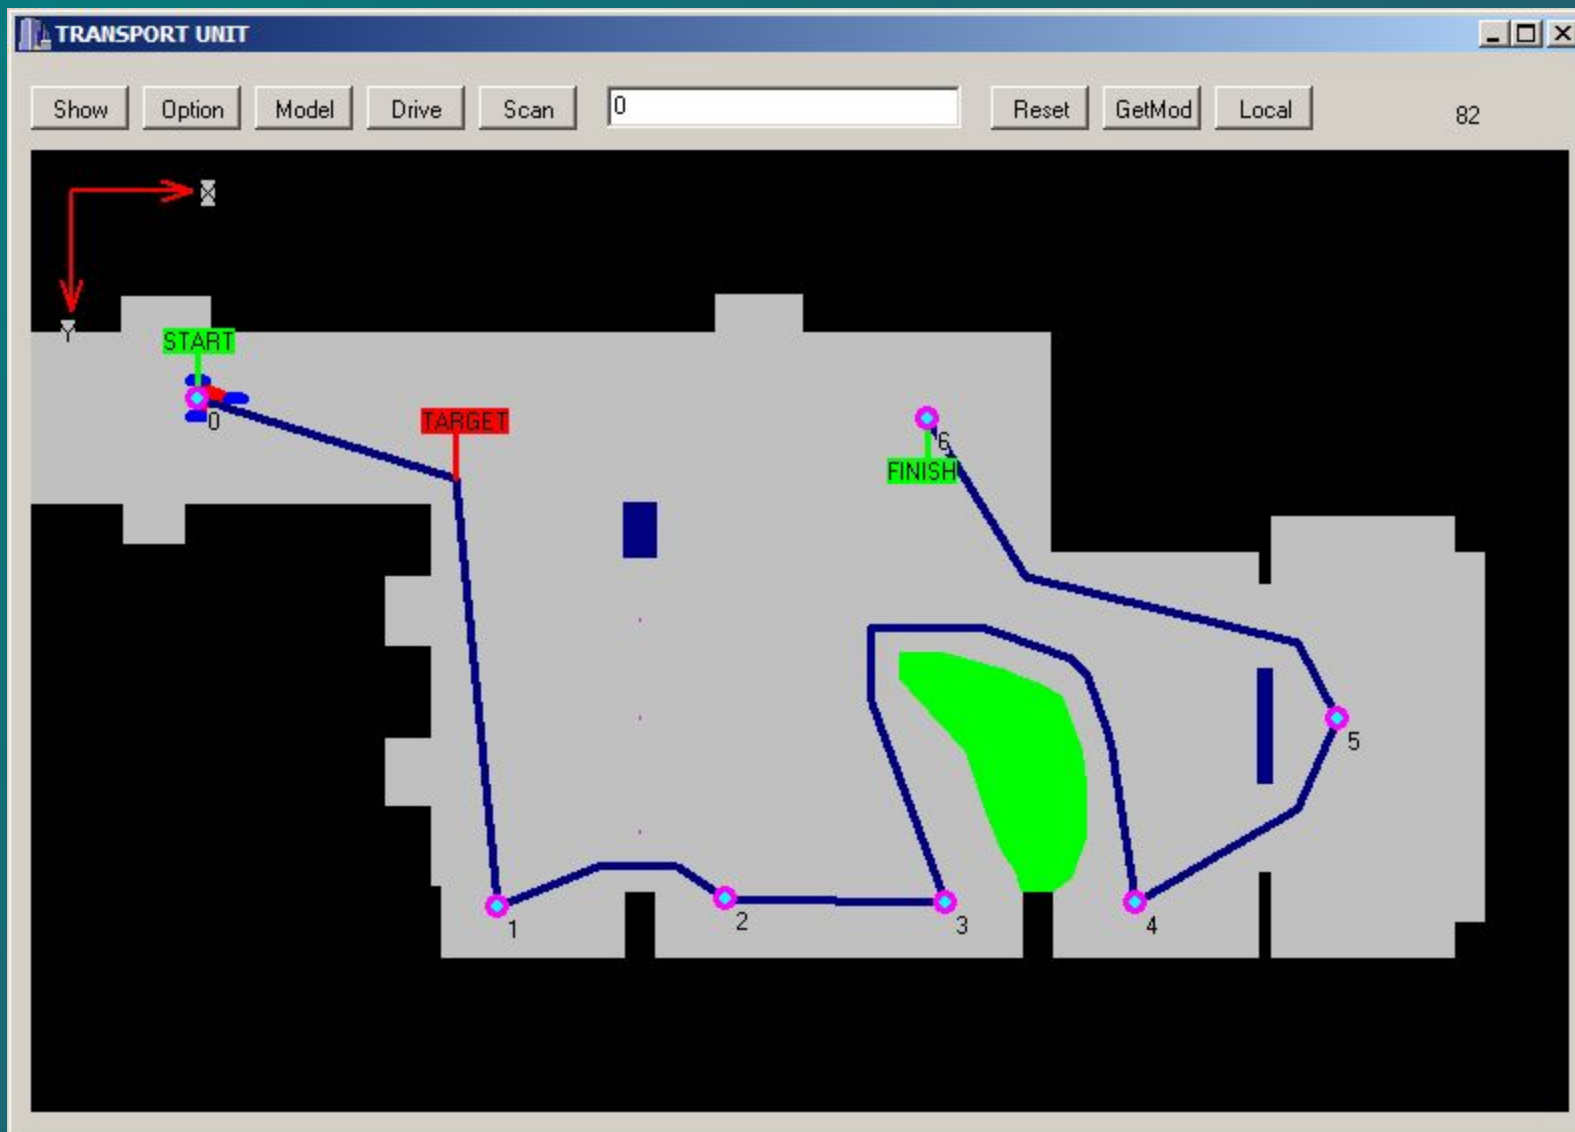 TRANSPORT UNIT
Show Option Model Drive Scan 0 Reset GetMod Local 82
X
Y
START
0
TARGET
6
FINISH
5
1
2
3
4